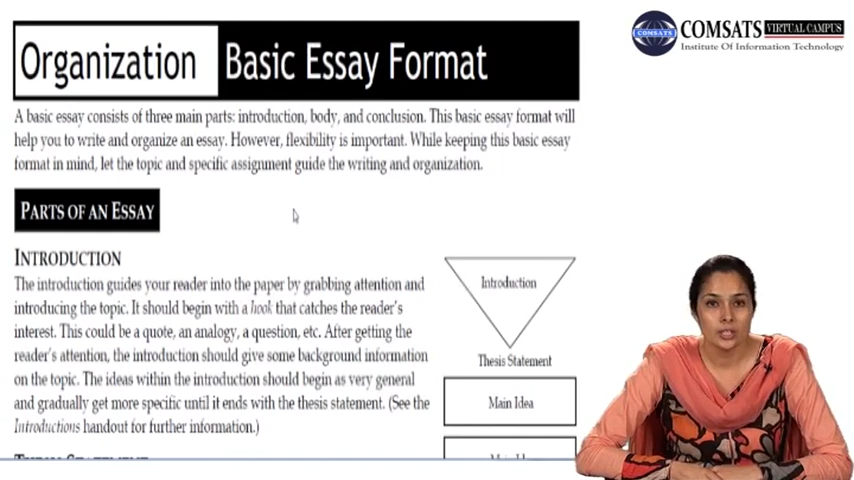 Organization Basic Essay Format
COMSATS VIRTUAL CAMPUS
COMSATS
Institute Of Information Technology
A basic essay consists of three main parts: introduction, body, and conclusion. This basic essay format will
help you to write and organize an essay. However, flexibility is important. While keeping this basic essay
format in mind, let the topic and specific assignment guide the writing and organization.
PARTS OF AN ESSAY
INTRODUCTION
The introduction guides your reader into the paper by grabbing attention and
introducing the topic. It should begin with a hook that catches the reader's
interest. This could be a quote, an analogy, a question, etc. After getting the
reader's attention, the introduction should give some background information
on the topic. The ideas within the introduction should begin as very general
and gradually get more specific until it ends with the thesis statement. (See the
Introductions handout for further information.)
Introduction
Thesis Statement
Main Idea